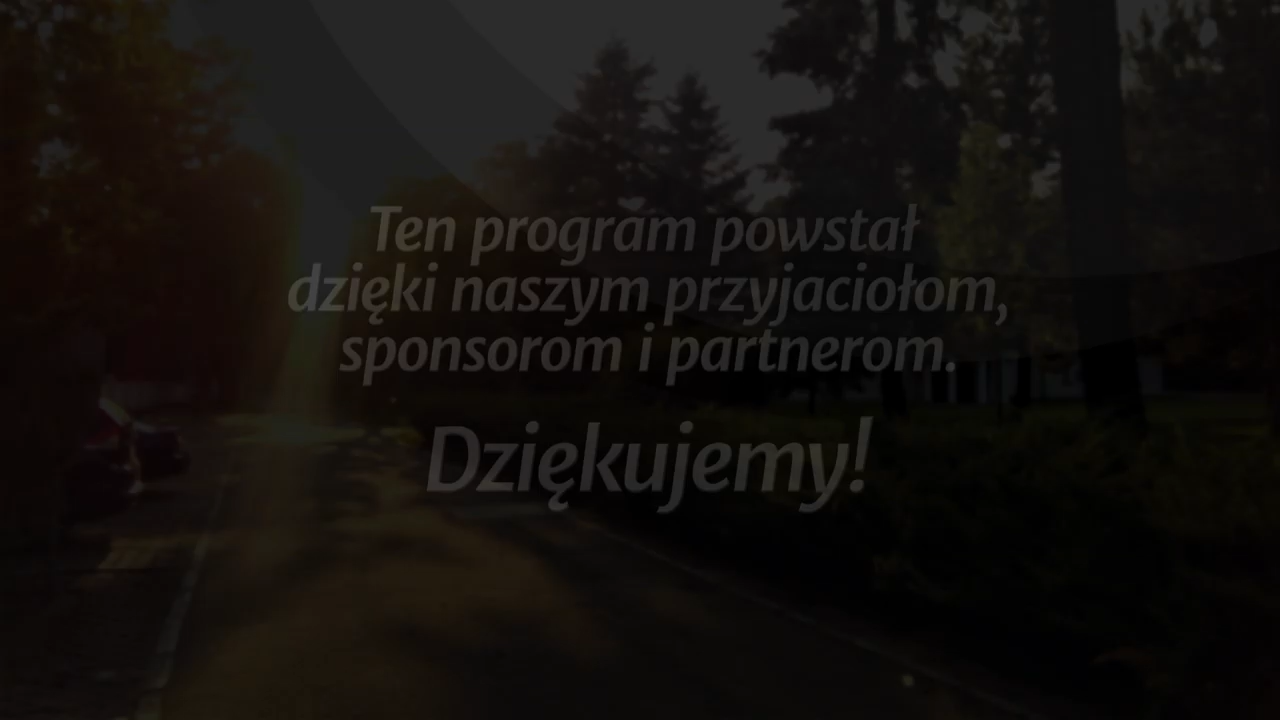 Ten program powstał
dzięki naszym przyjaciołom,
sponsorom i partnerom.
Dziękujemy!